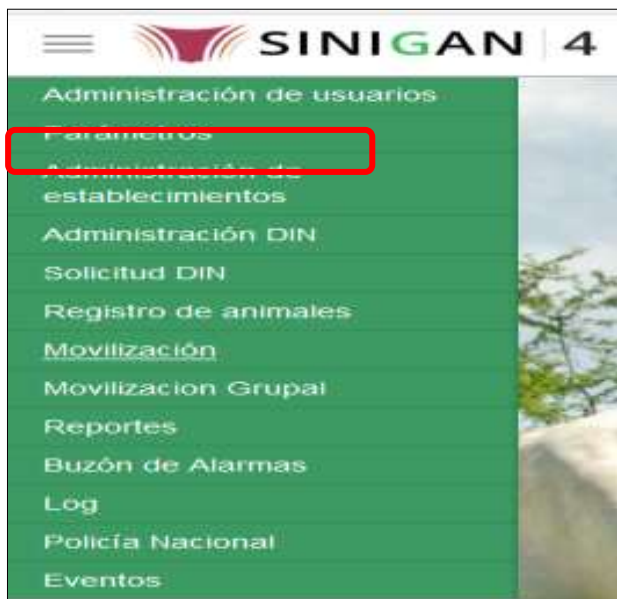 SINIGAN 4
Administración de usuarios
Parámetros
Administración de
establecimientos
Administración DIN
Solicitud DIN
Registro de animales
Movilización
Movilizacion Grupal
Reportes
Buzón de Alarmas
Log
Policía Nacional
Eventos